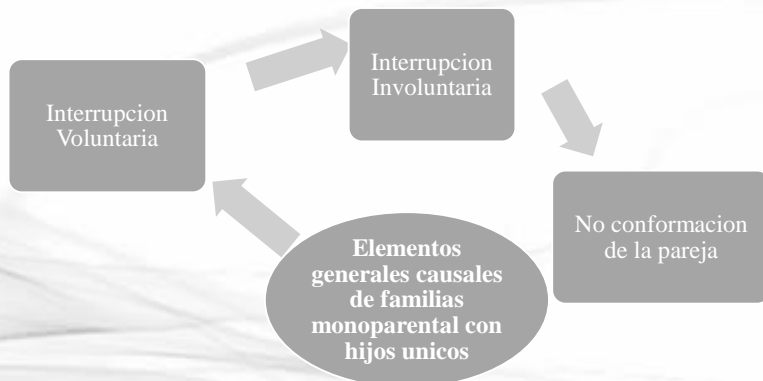 Interrupcion
Involuntaria
Interrupcion
Voluntaria
No conformacion
de la pareja
Elementos
generales causales
de familias
monoparental con
hijos unicos